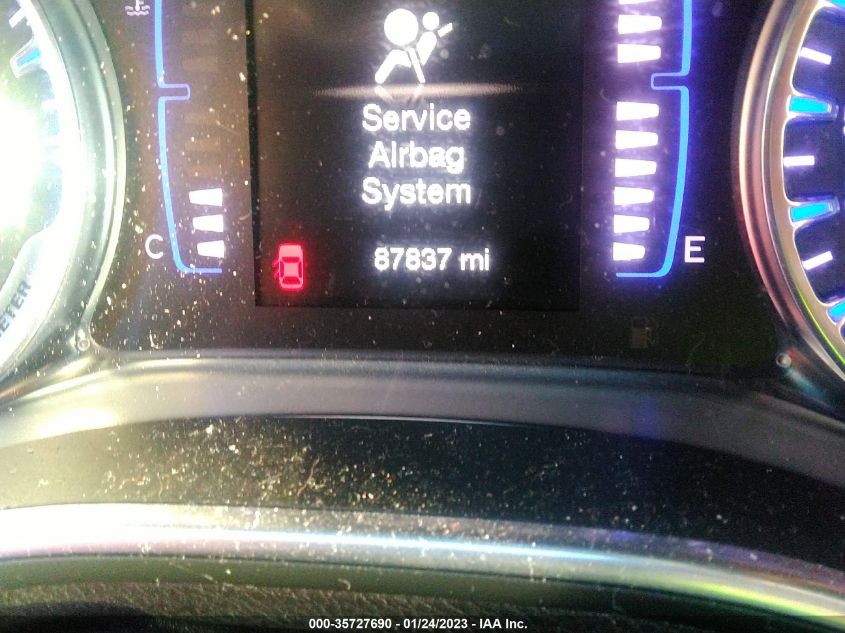 Service
Airbag
System
87837 mi
C
E
000-35727690 - 01/24/2023 - IAA Inc.